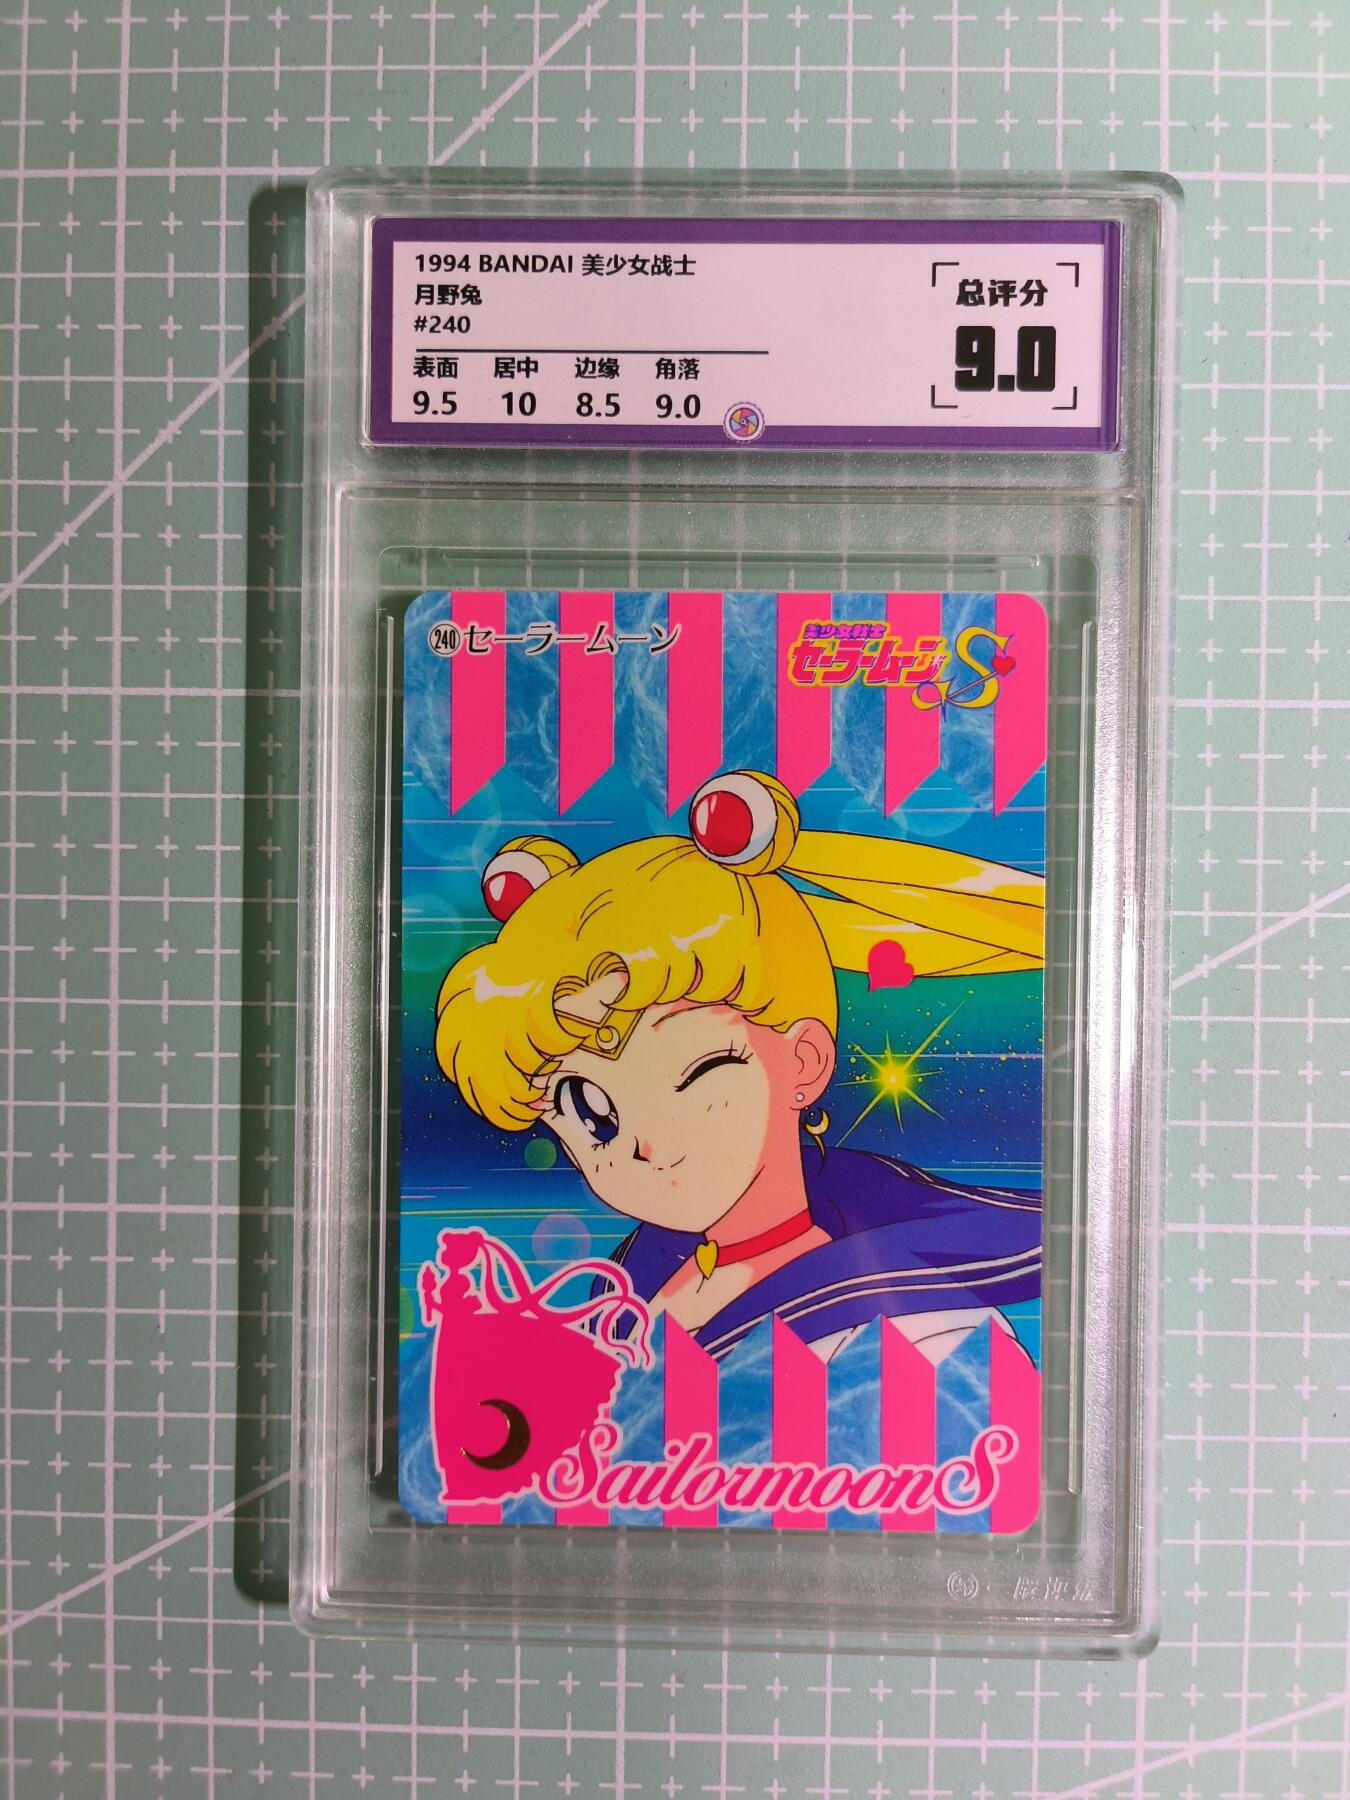 1994 BANDAI 美少女战士
月野兔
#240
总评分
9.0
表面 居中 边缘 角落
9.5 10 8.5 9.0
240 セーラームーン
美少女戦士
セーラームーン S
Sailormoon S